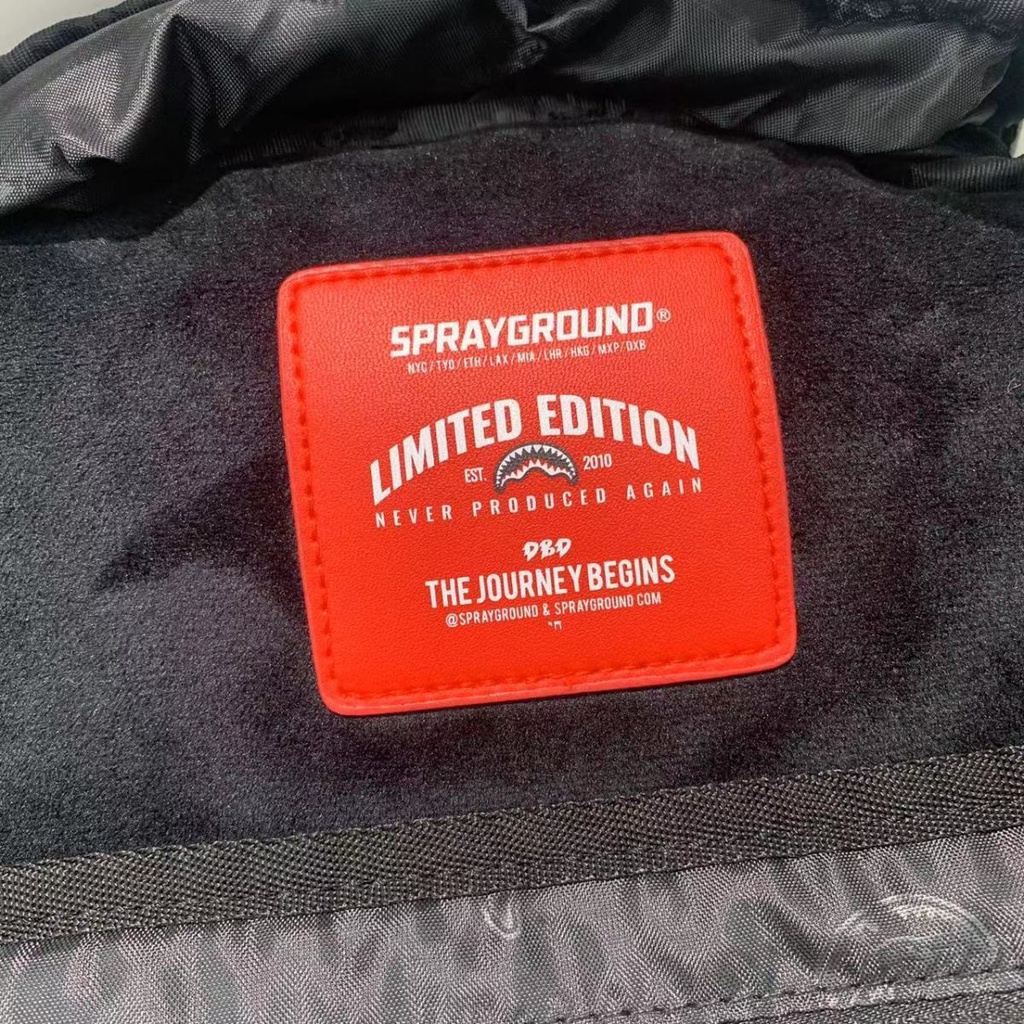 SPRAYGROUND®
NYC / TYO / ETH / LAX / MIA / LHR / HKG / MXP / DXB
LIMITED EDITION
EST. 2010
NEVER PRODUCED AGAIN
DBD
THE JOURNEY BEGINS
@SPRAYGROUND & SPRAYGROUND.COM